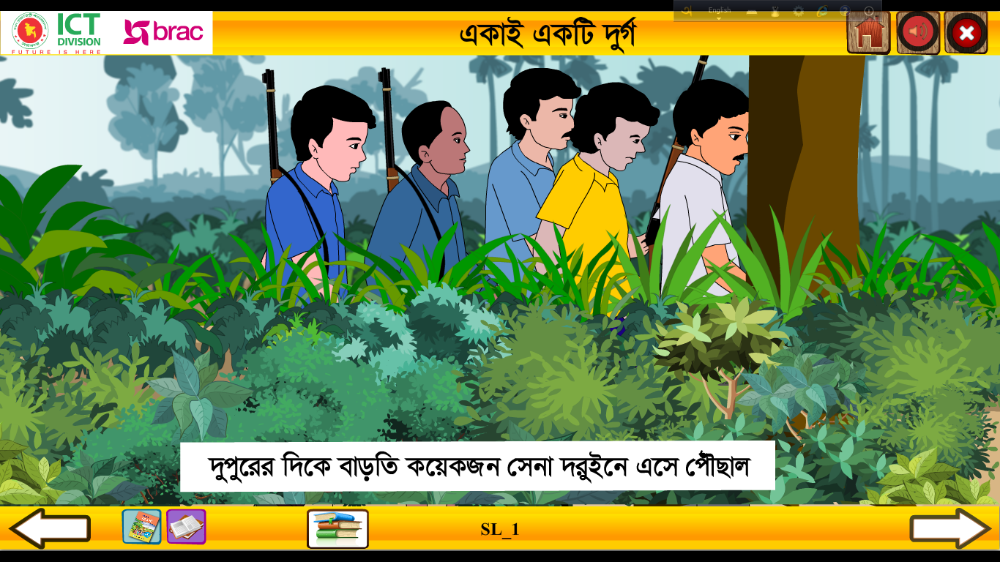 English
ICT
DIVISION
FUTURE IS HERE
brac
একাই একটি দুর্গ
দুপুরের দিকে বাড়তি কয়েকজন সেনা দরুইনে এসে পৌঁছাল
SL_1